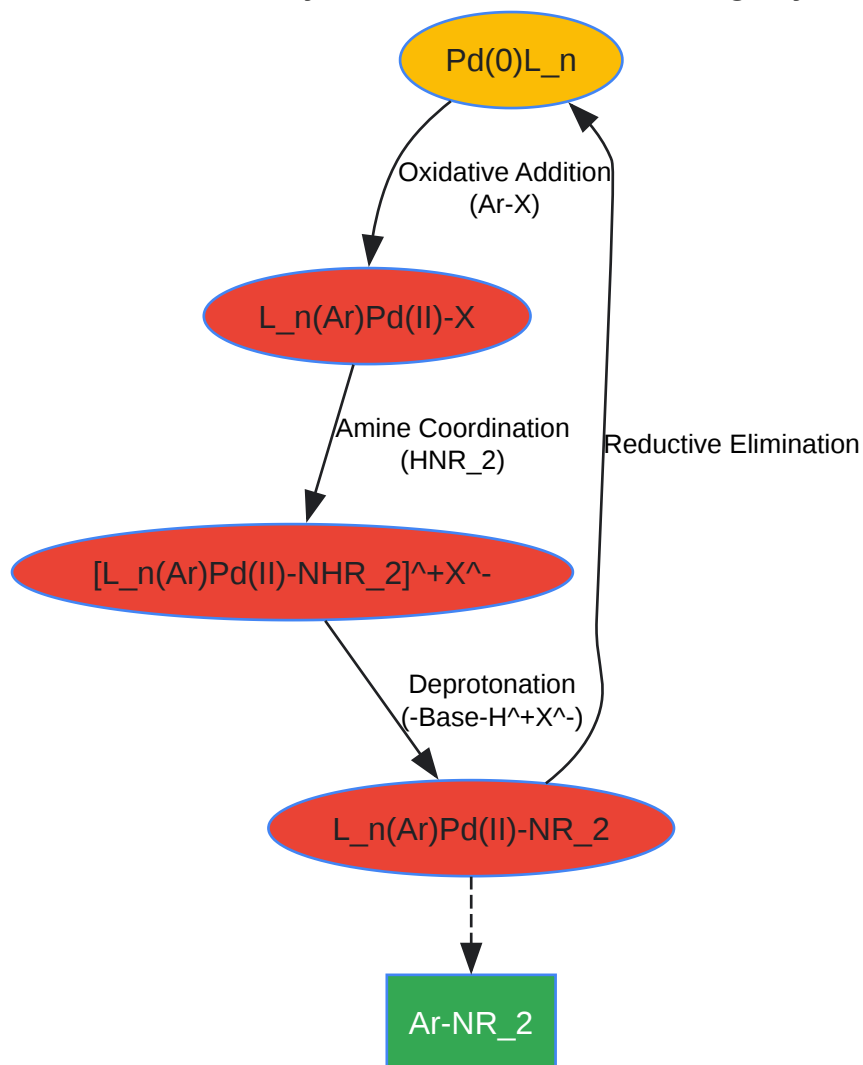 Pd(0)L_n
Oxidative Addition
(Ar-X)
L_n(Ar)Pd(II)-X
Amine Coordination
(HNR_2)
Reductive Elimination
[L_n(Ar)Pd(II)-NHR_2]^+X^-
Deprotonation
(-Base-H^+X^-)
L_n(Ar)Pd(II)-NR_2
Ar-NR_2